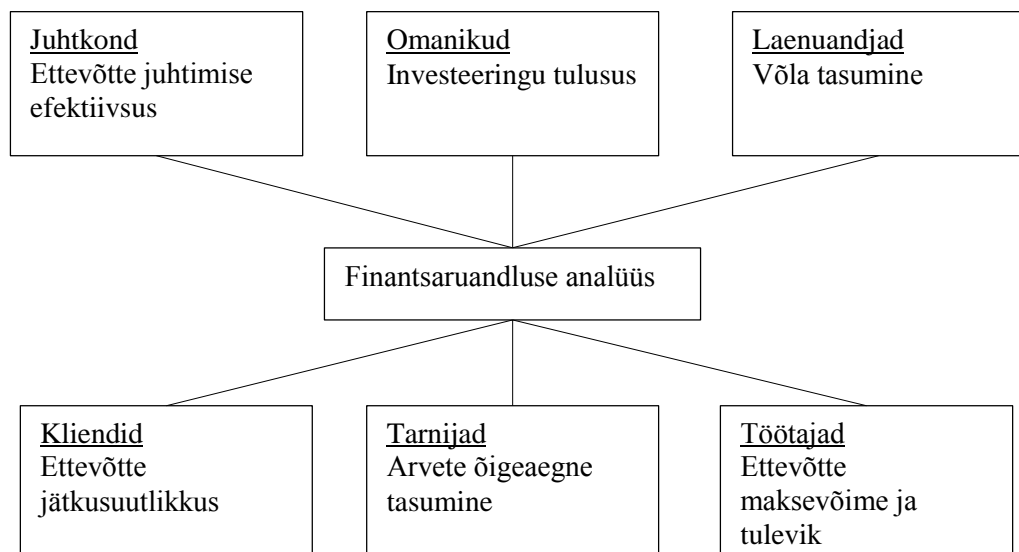 Juhtkond
Ettevõtte juhtimise
efektiivsus
Omanikud
Investeeringu tulusus
Laenuandjad
Võla tasumine
Finantsaruandluse analüüs
Kliendid
Ettevõtte
jätkusuutlikkus
Tarnijad
Arvete õigeaegne
tasumine
Töötajad
Ettevõtte
maksevõime ja
tulevik